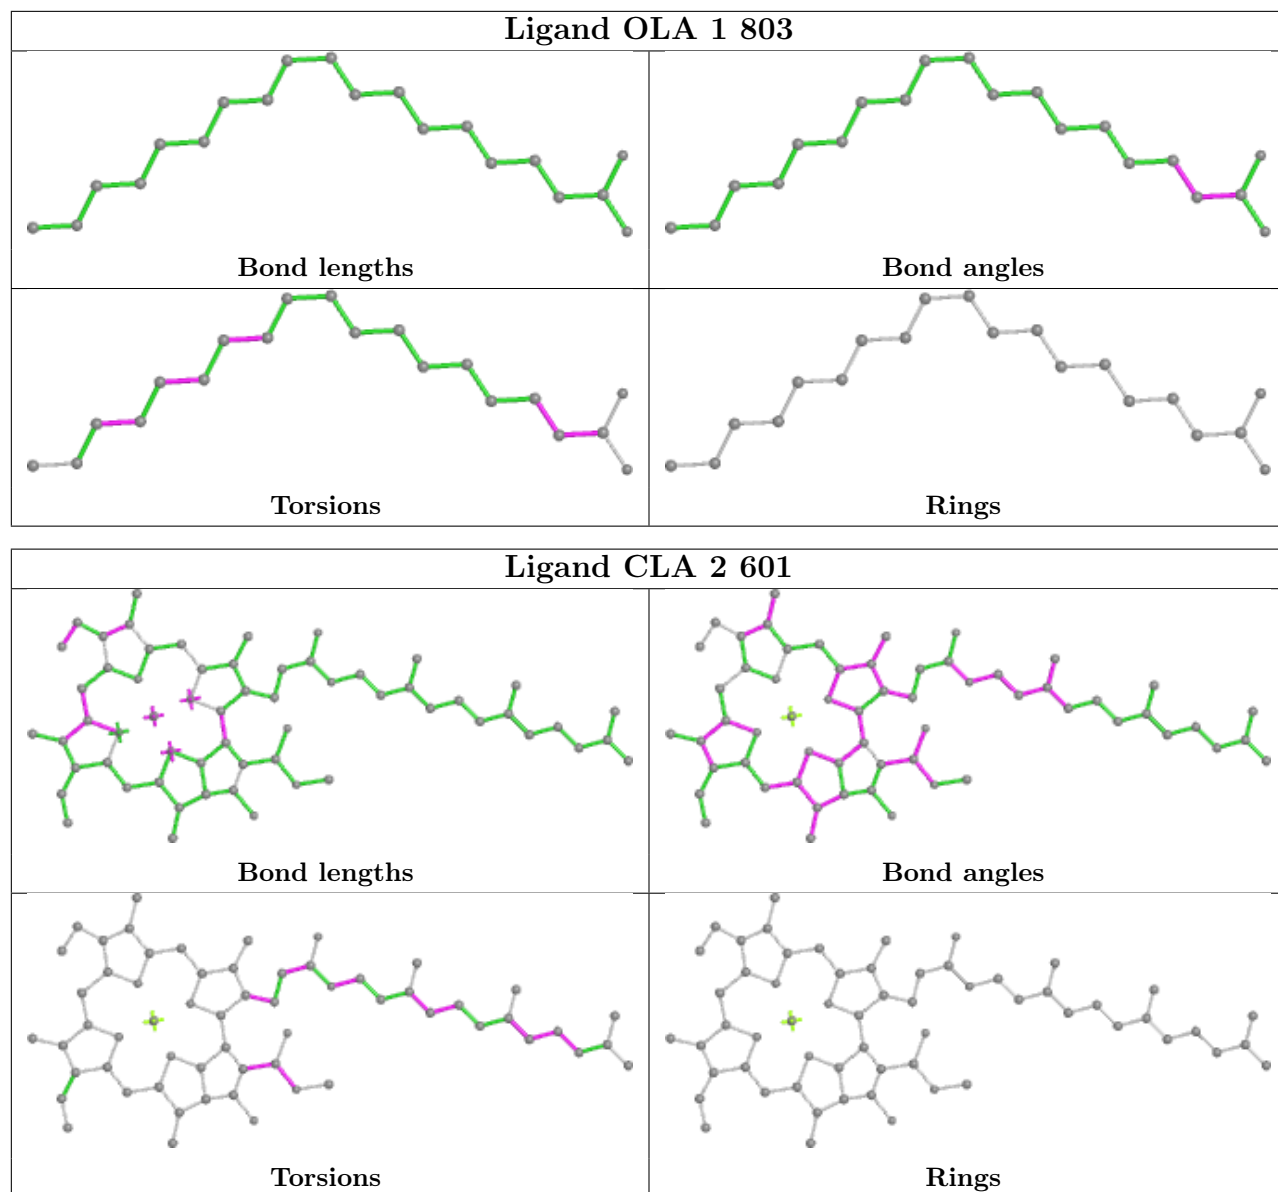 Ligand OLA 1 803
Bond lengths
Bond angles
Torsions
Rings
Ligand CLA 2 601
Bond lengths
Bond angles
Torsions
Rings